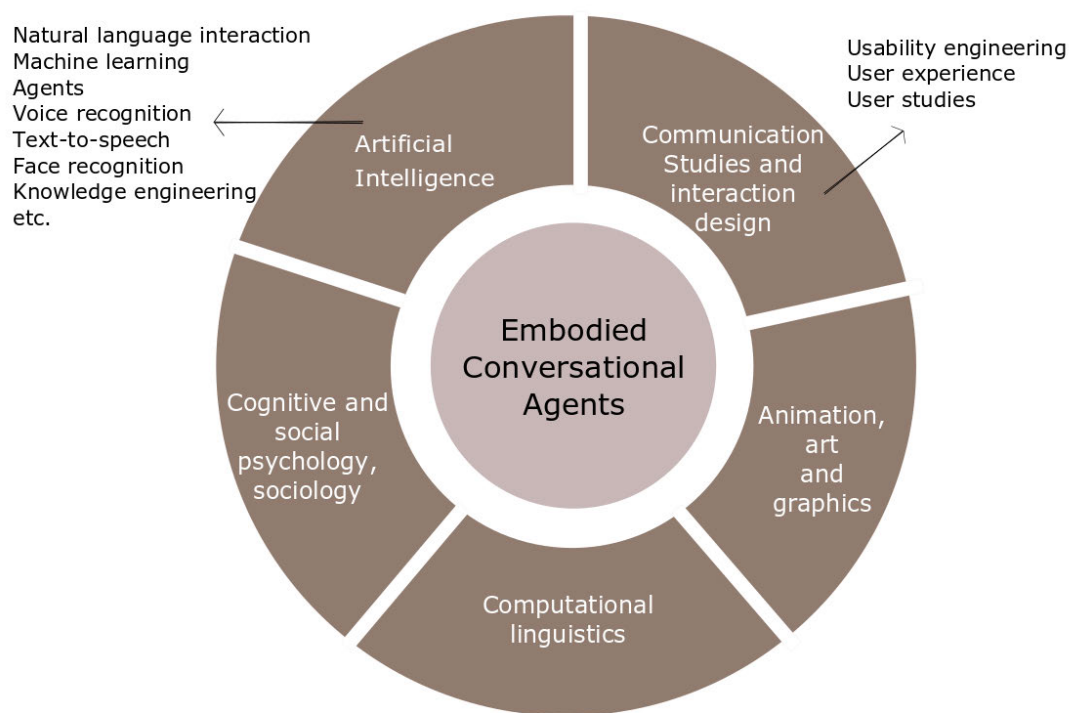 Natural language interaction
Machine learning
Agents
Voice recognition
Text-to-speech
Face recognition
Knowledge engineering
etc.
Artificial
Intelligence
Usability engineering
User experience
User studies
Communication
Studies and
interaction
design
Embodied
Conversational
Agents
Cognitive and
social
psychology,
sociology
Animation,
art
and
graphics
Computational
linguistics